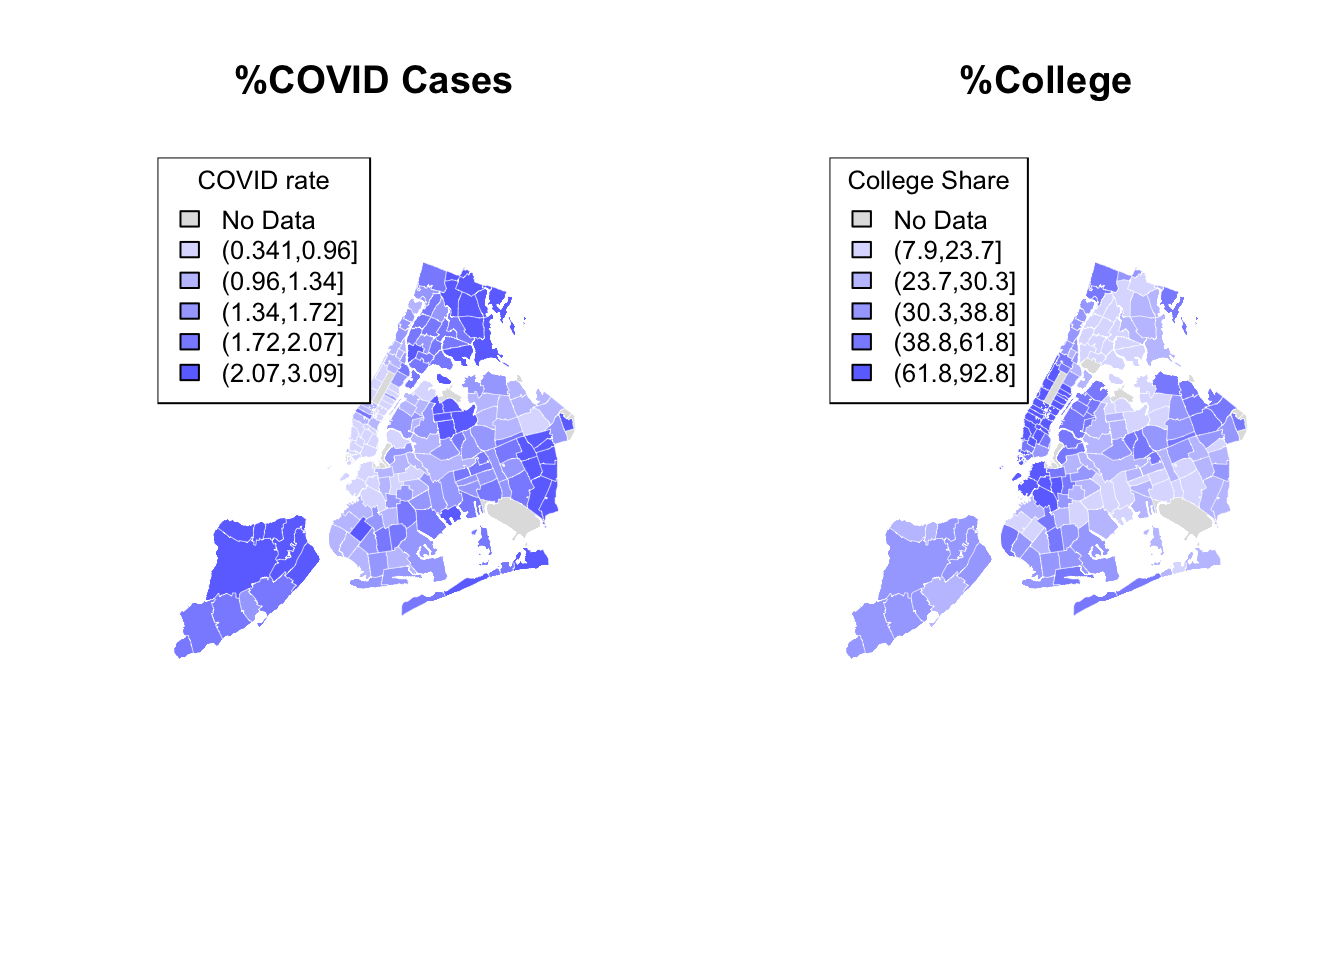 %COVID Cases
COVID rate
No Data
(0.341,0.96]
(0.96,1.34]
(1.34,1.72]
(1.72,2.07]
(2.07,3.09]
%College
College Share
No Data
(7.9,23.7]
(23.7,30.3]
(30.3,38.8]
(38.8,61.8]
(61.8,92.8]